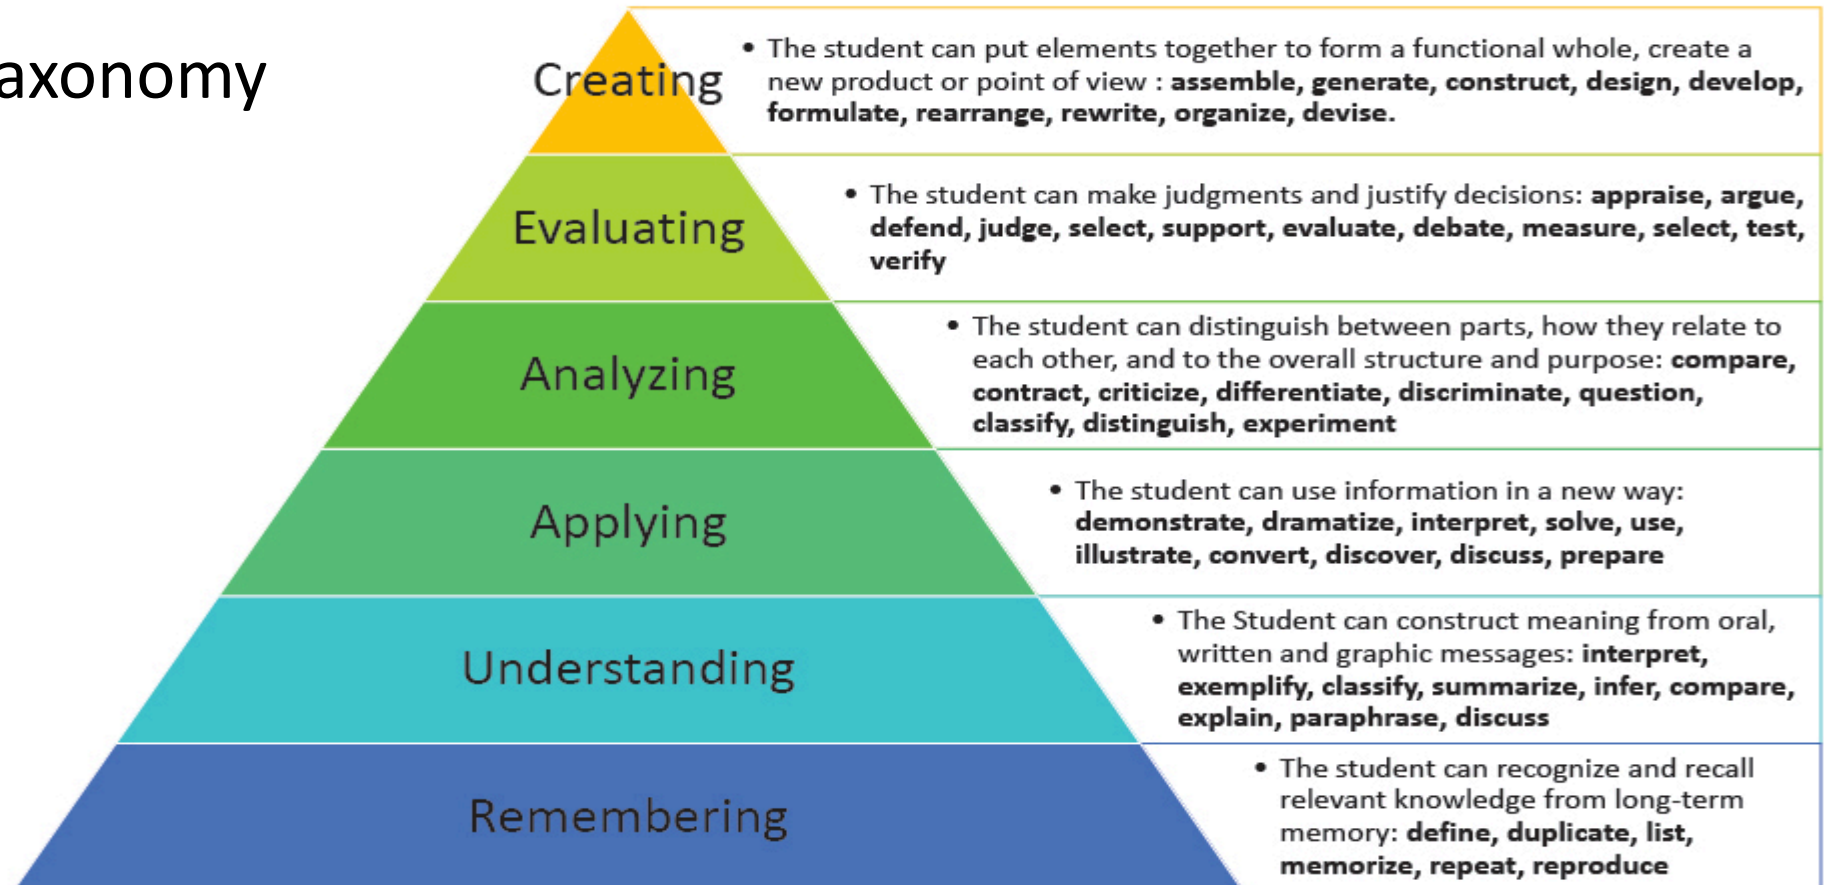 axonomy
Creating
• The student can put elements together to form a functional whole, create a
new product or point of view : assemble, generate, construct, design, develop,
formulate, rearrange, rewrite, organize, devise.
Evaluating
• The student can make judgments and justify decisions: appraise, argue,
defend, judge, select, support, evaluate, debate, measure, select, test,
verify
Analyzing
• The student can distinguish between parts, how they relate to
each other, and to the overall structure and purpose: compare,
contract, criticize, differentiate, discriminate, question,
classify, distinguish, experiment
Applying
• The student can use information in a new way:
demonstrate, dramatize, interpret, solve, use,
illustrate, convert, discover, discuss, prepare
Understanding
• The Student can construct meaning from oral,
written and graphic messages: interpret,
exemplify, classify, summarize, infer, compare,
explain, paraphrase, discuss
Remembering
• The student can recognize and recall
relevant knowledge from long-term
memory: define, duplicate, list,
memorize, repeat, reproduce